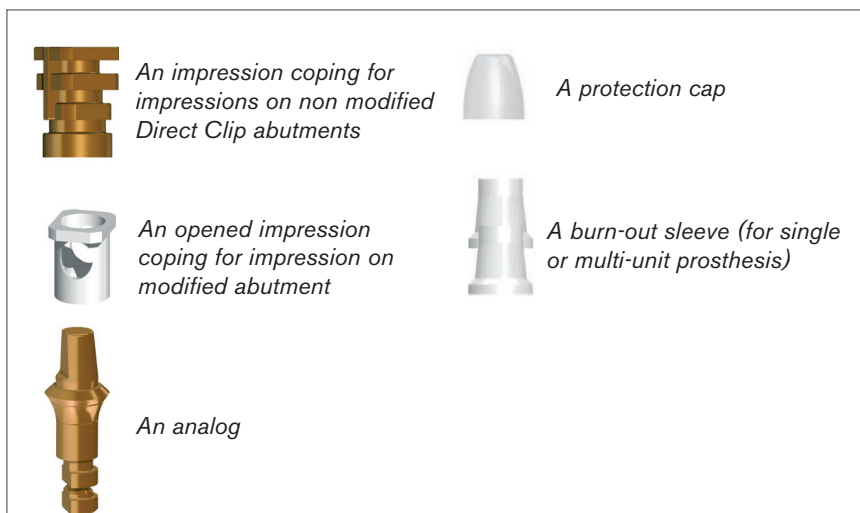 An impression coping for
impressions on non modified
Direct Clip abutments
A protection cap
An opened impression
coping for impression on
modified abutment
A burn-out sleeve (for single
or multi-unit prosthesis)
An analog